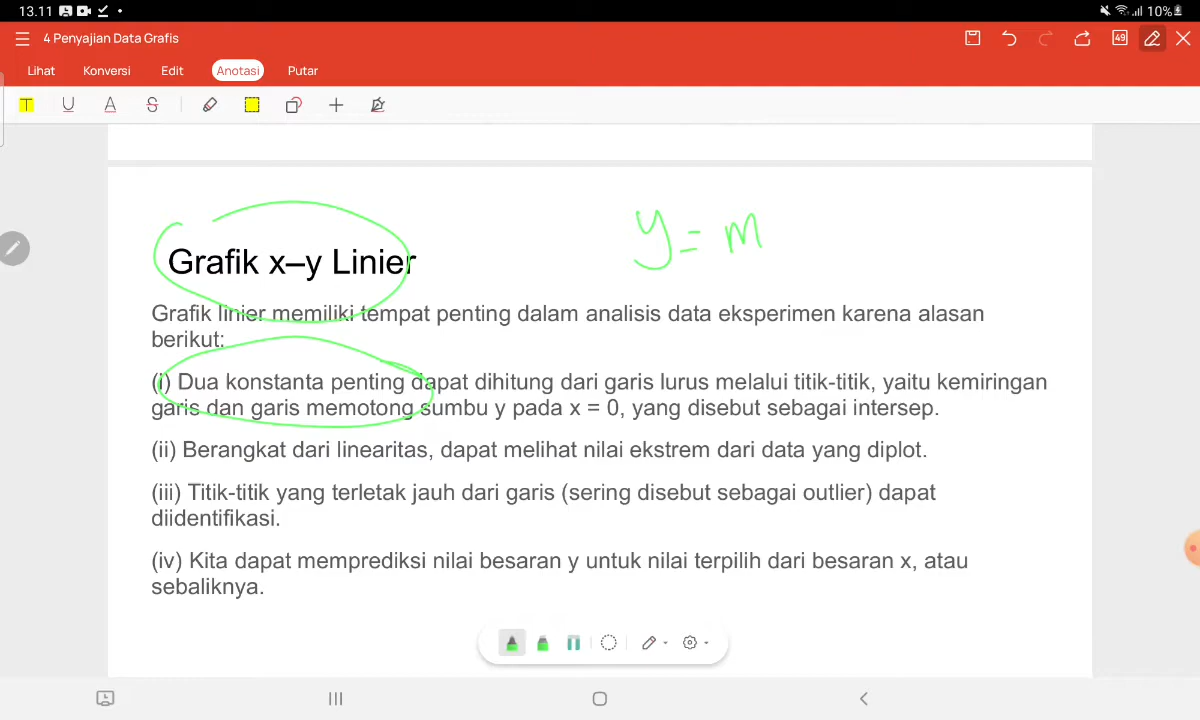 13.11
10%
4 Penyajian Data Grafis
49
Lihat Konversi Edit Anotasi Putar
T U A S
y = m
Grafik x–y Linier
Grafik linier memiliki tempat penting dalam analisis data eksperimen karena alasan
berikut:
(i) Dua konstanta penting dapat dihitung dari garis lurus melalui titik-titik, yaitu kemiringan
garis dan garis memotong sumbu y pada x = 0, yang disebut sebagai intersep.
(ii) Berangkat dari linearitas, dapat melihat nilai ekstrem dari data yang diplot.
(iii) Titik-titik yang terletak jauh dari garis (sering disebut sebagai outlier) dapat
diidentifikasi.
(iv) Kita dapat memprediksi nilai besaran y untuk nilai terpilih dari besaran x, atau
sebaliknya.